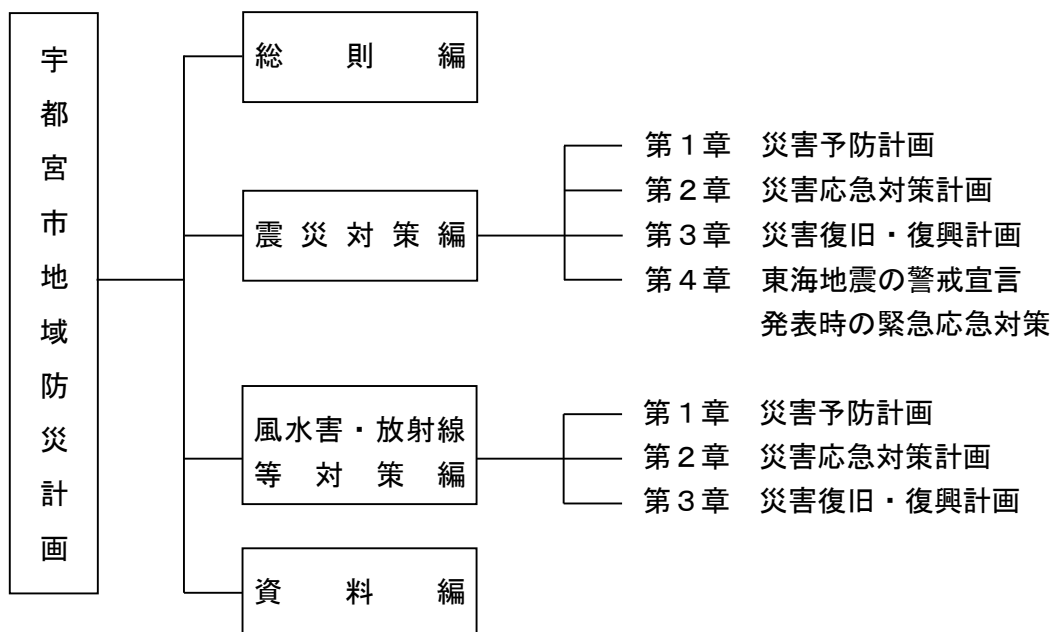 宇都宮市地域防災計画
総則編
震災対策編
第１章　災害予防計画
第２章　災害応急対策計画
第３章　災害復旧・復興計画
第４章　東海地震の警戒宣言
発表時の緊急応急対策
風水害・放射線
等対策編
第１章　災害予防計画
第２章　災害応急対策計画
第３章　災害復旧・復興計画
資料編